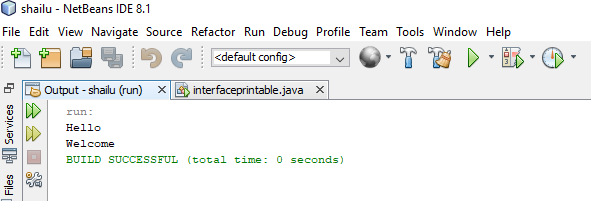 shailu - NetBeans IDE 8.1
File Edit View Navigate Source Refactor Run Debug Profile Team Tools Window Help
<default config>
Output - shailu (run) interfaceprintable.java
run:
Hello
Welcome
BUILD SUCCESSFUL (total time: 0 seconds)
Services
Files